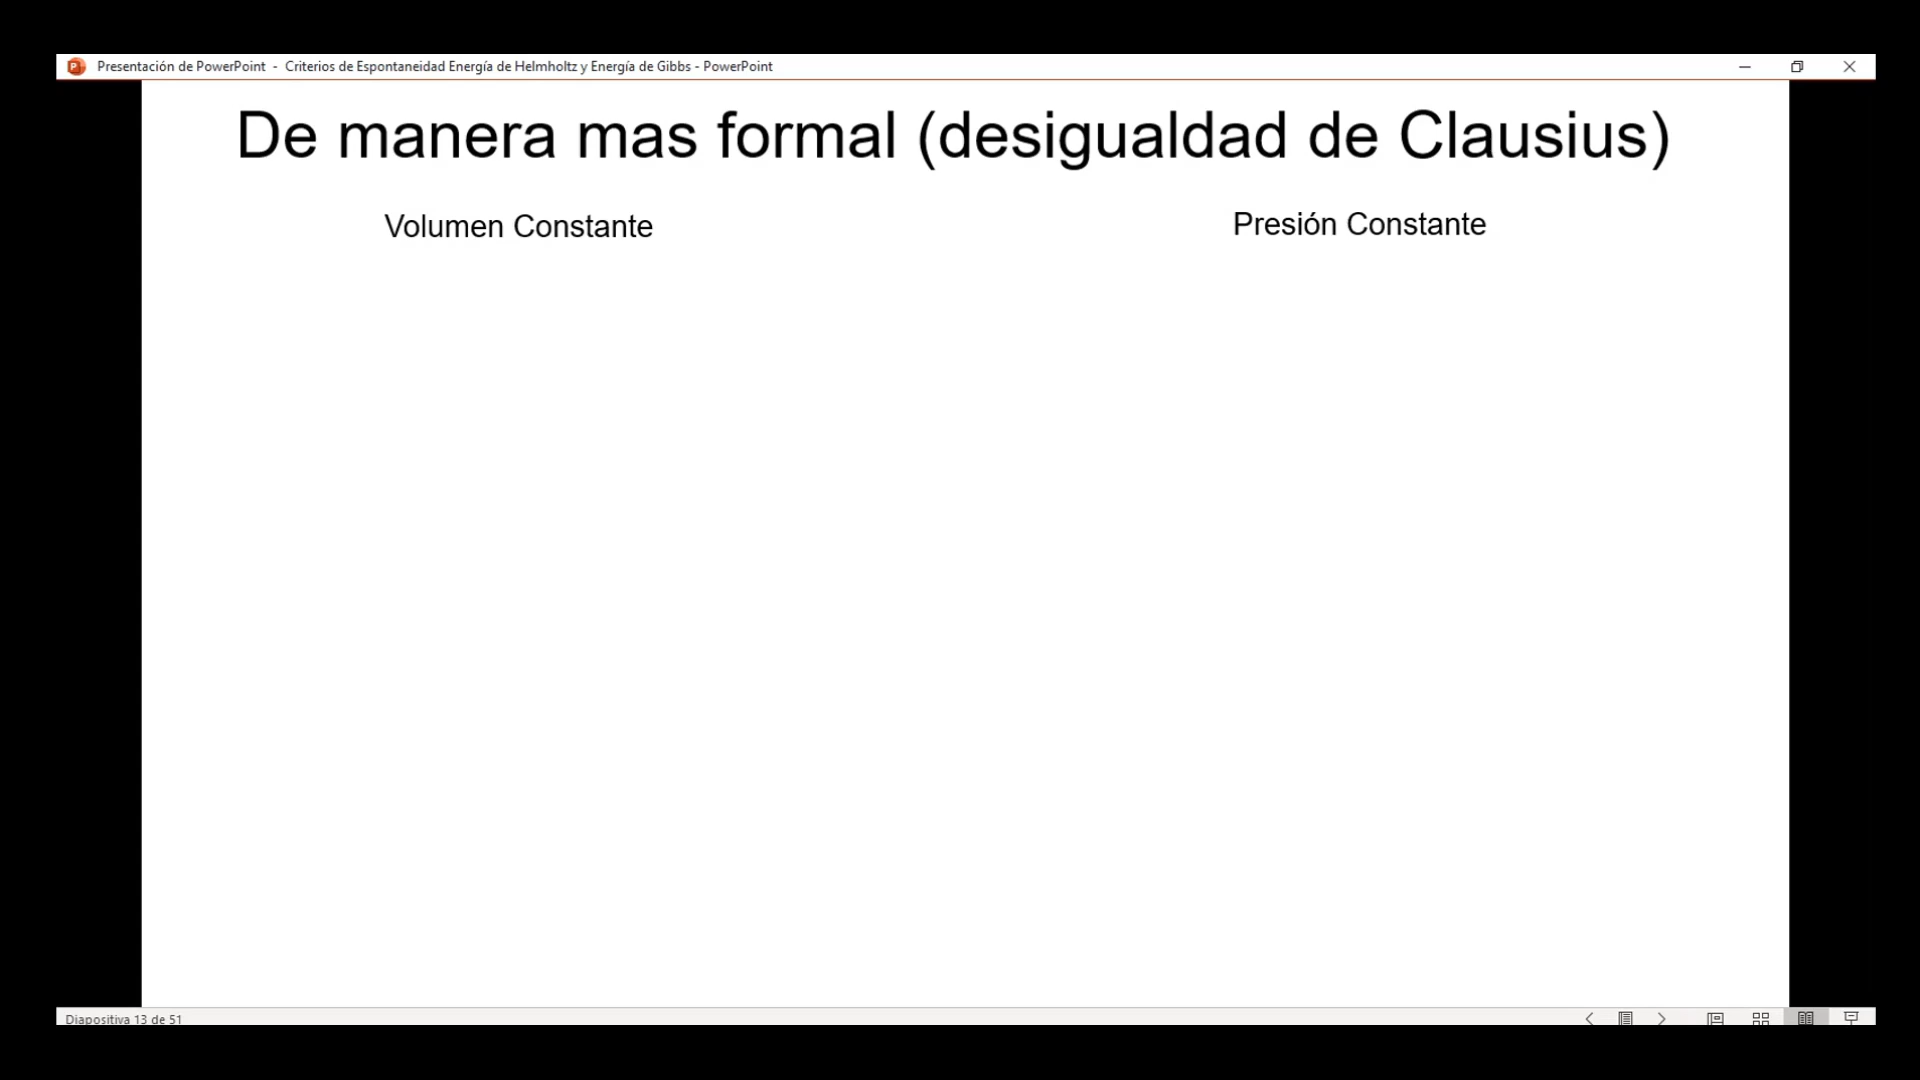 Presentación de PowerPoint - Criterios de Espontaneidad Energía de Helmholtz y Energía de Gibbs - PowerPoint
De manera mas formal (desigualdad de Clausius)
Volumen Constante
Presión Constante
Diapositiva 13 de 51